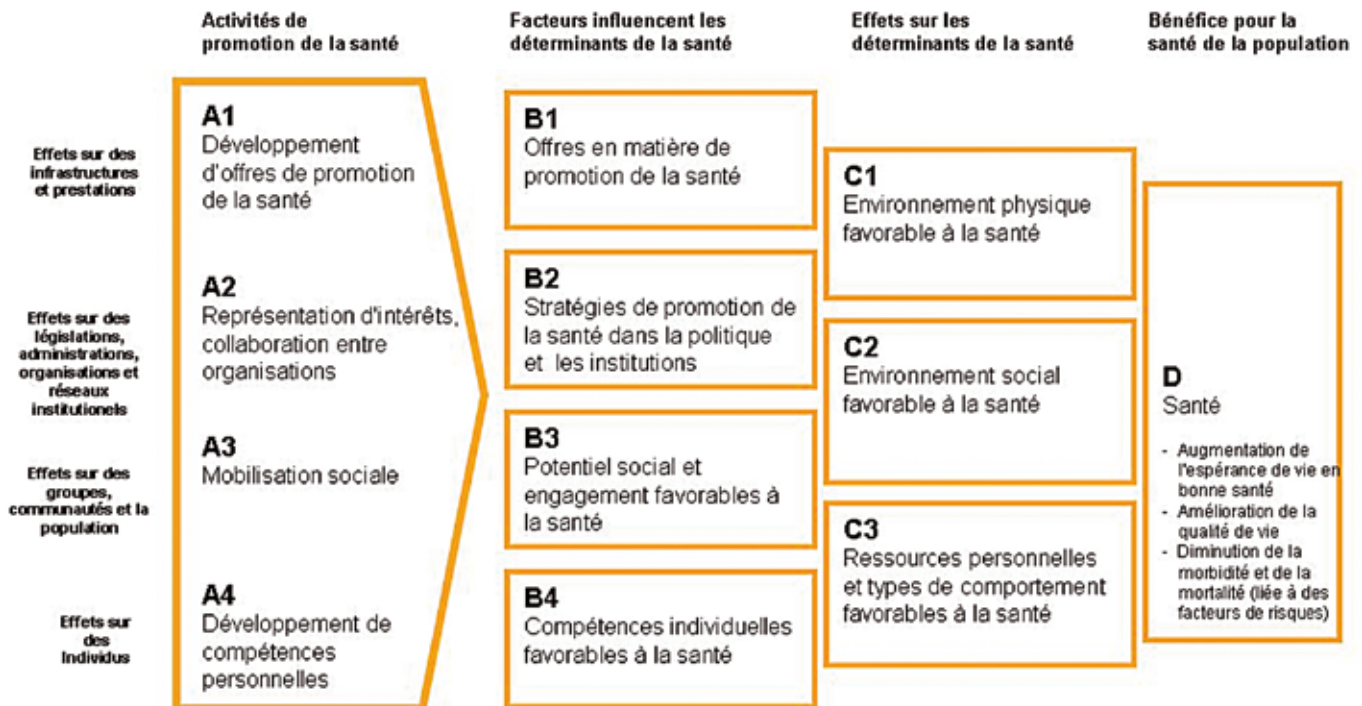 Activités de
promotion de la santé
Facteurs influencent les
déterminants de la santé
Effets sur les
déterminants de la santé
Bénéfice pour la
santé de la population
Effets sur des
infrastructures
et prestations
Effets sur des
législations,
administrations,
organisations et
réseaux
institutionels
Effets sur des
groupes,
communautés et la
population
Effets sur
des
Individus
A1
Développement
d'offres de promotion
de la santé
A2
Représentation d'intérêts,
collaboration entre
organisations
A3
Mobilisation sociale
A4
Développement de
compétences
personnelles
B1
Offres en matière de
promotion de la santé
B2
Stratégies de promotion de
la santé dans la politique
et les institutions
B3
Potentiel social et
engagement favorables à
la santé
B4
Compétences individuelles
favorables à la santé
C1
Environnement physique
favorable à la santé
C2
Environnement social
favorable à la santé
C3
Ressources personnelles
et types de comportement
favorables à la santé
D
Santé
- Augmentation de
l'espérance de vie en
bonne santé
- Amélioration de la
qualité de vie
- Diminution de la
morbidité et de la
mortalité (liée à des
facteurs de risques)